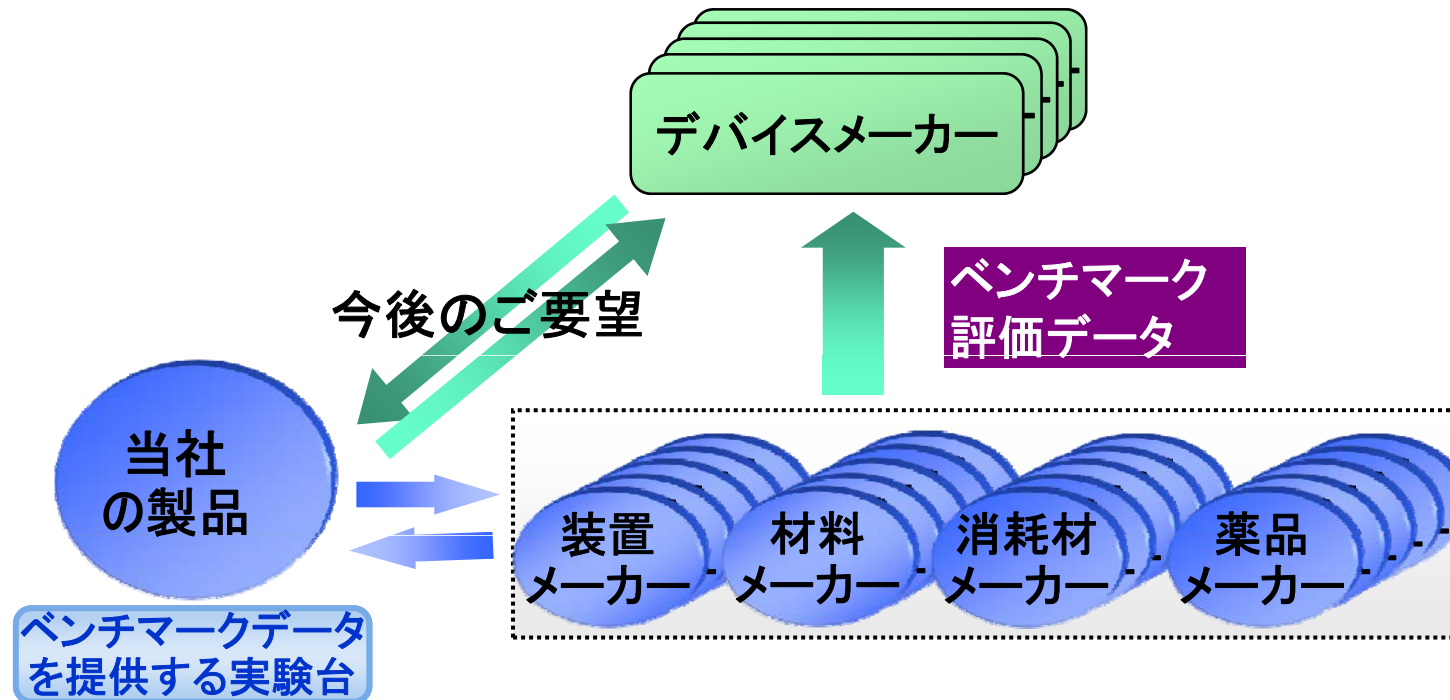 デバイスメーカー
今後のご要望
ベンチマーク
評価データ
当社
の製品
装置
メーカー
材料
メーカー
消耗材
メーカー
薬品
メーカー
ベンチマークデータ
を提供する実験台